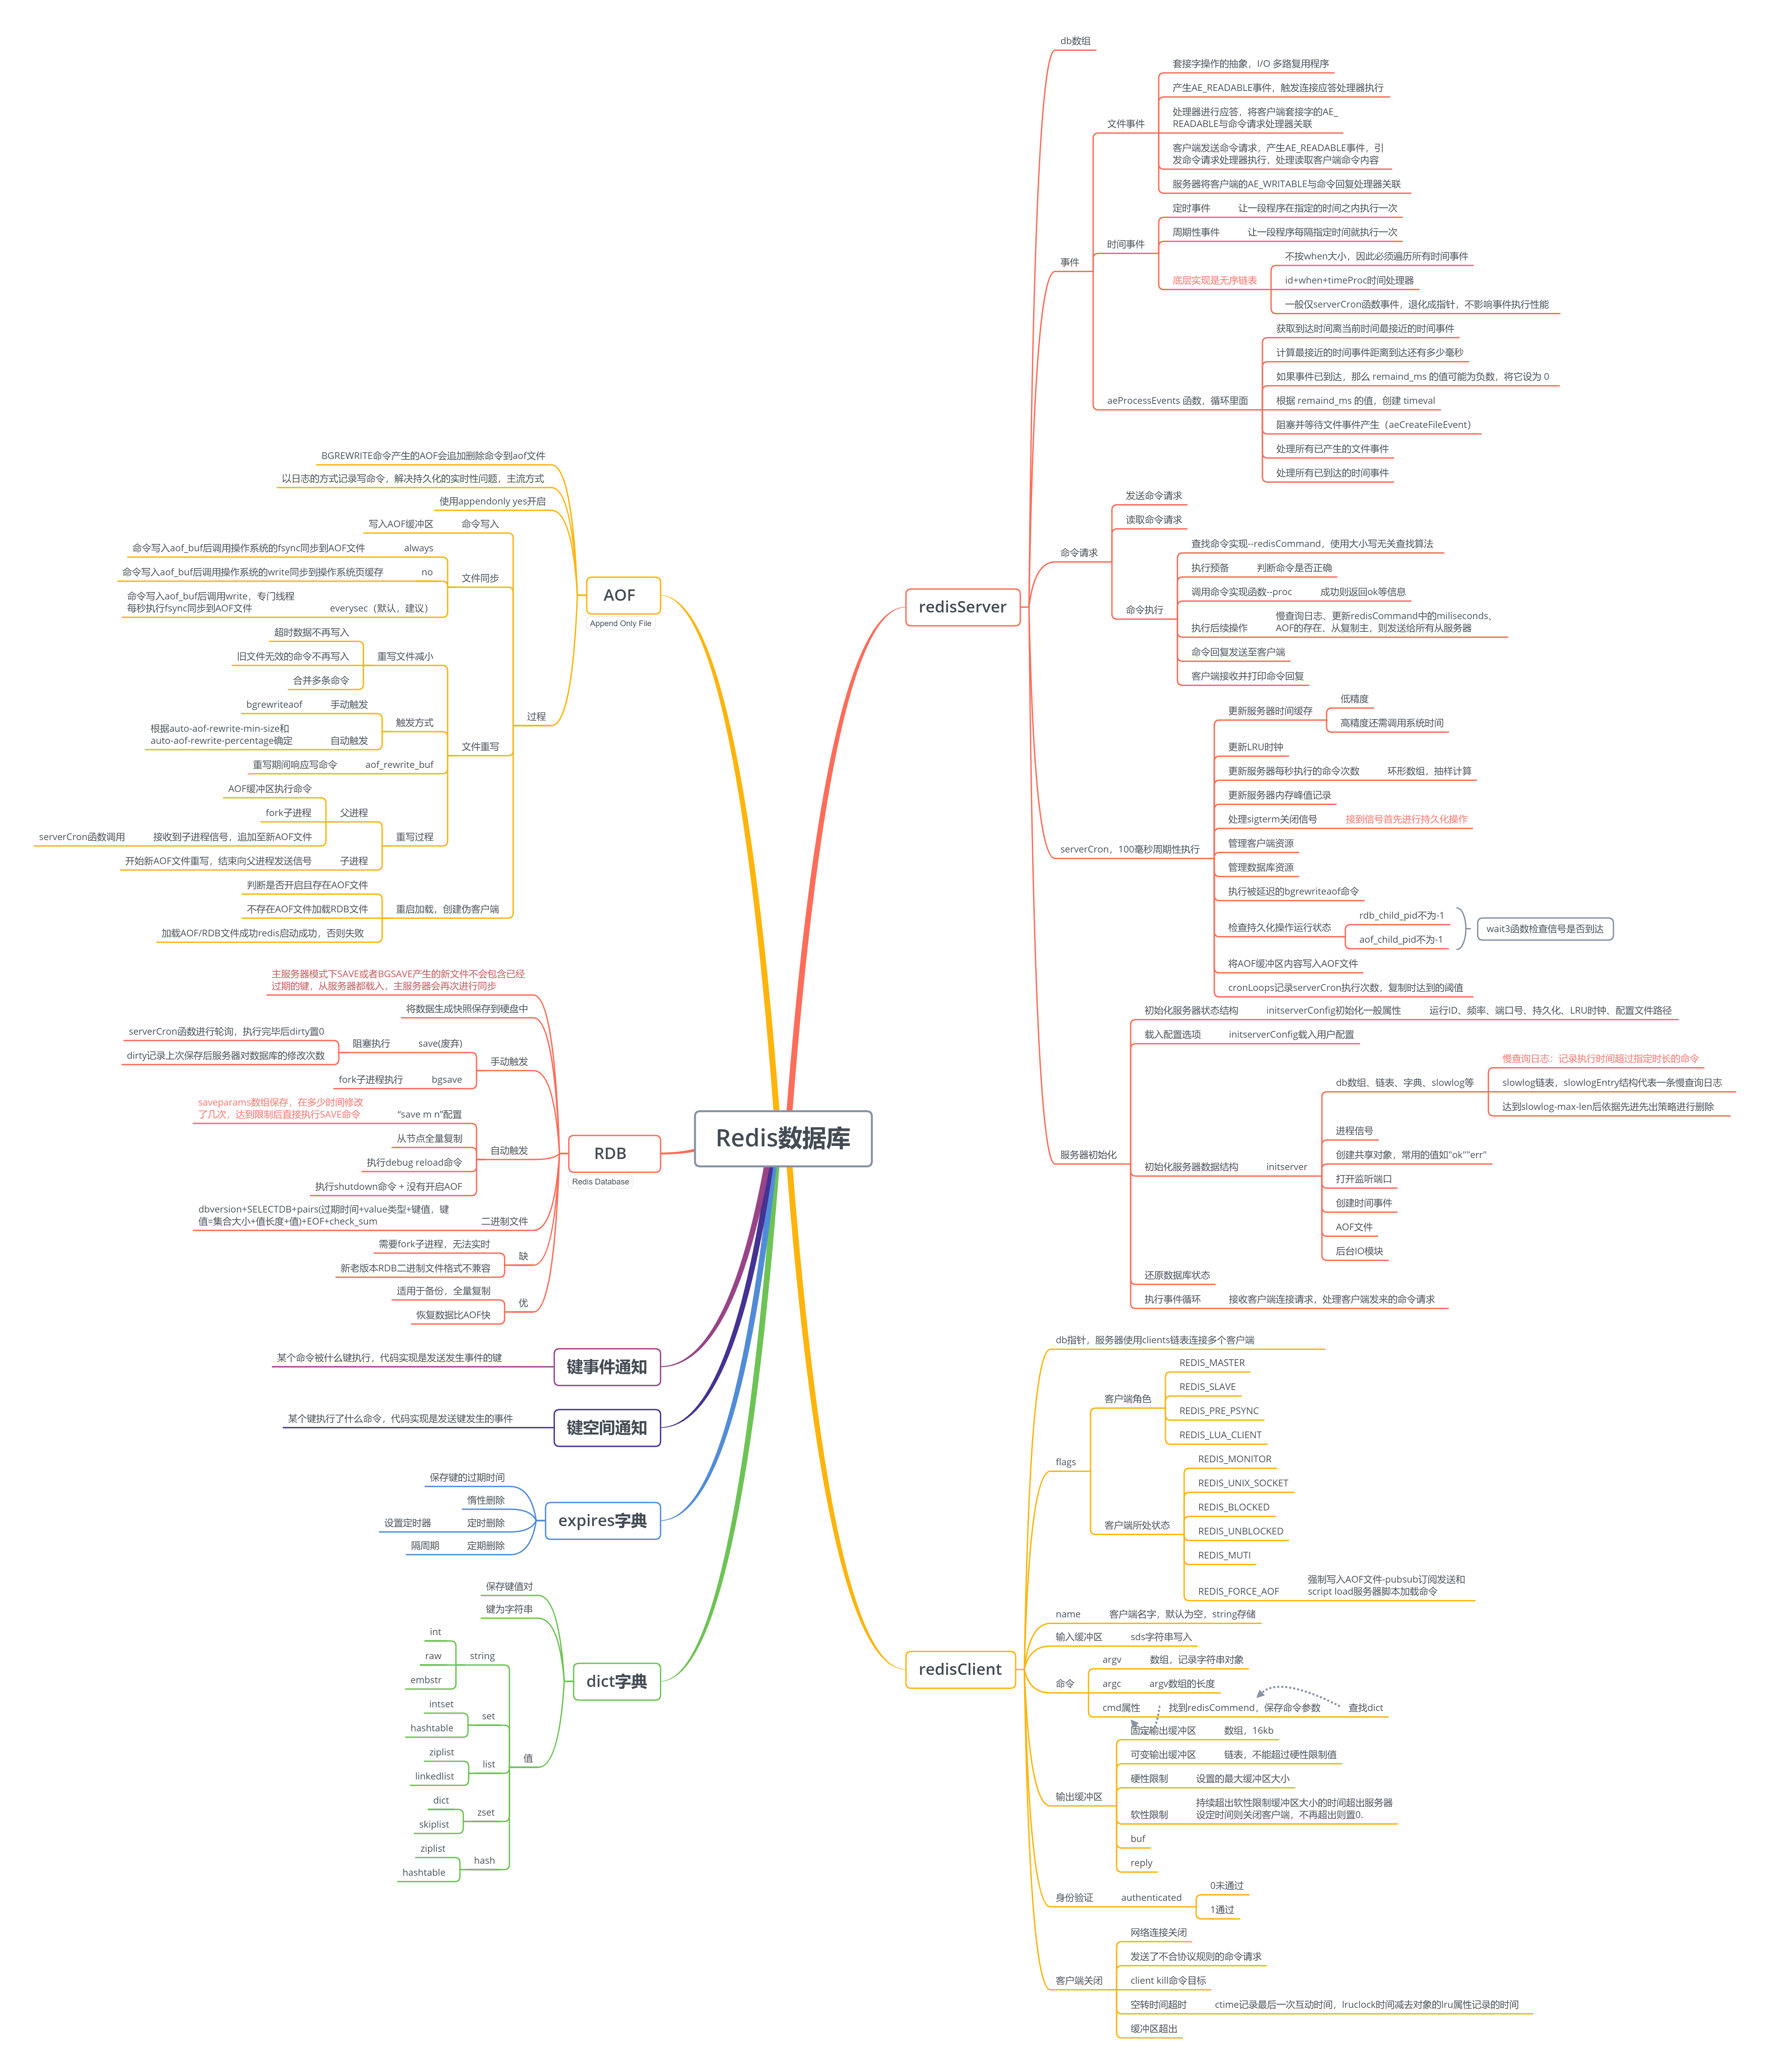 Redis数据库
redisServer
db数组
事件
文件事件
套接字操作的抽象，I/O 多路复用程序
产生AE_READABLE事件，触发连接应答处理器执行
处理器进行应答，将客户端套接字的AE_
READABLE与命令请求处理器关联
客户端发送命令请求，产生AE_READABLE事件，引
发命令请求处理器执行，处理读取客户端命令内容
服务器将客户端的AE_WRITABLE与命令回复处理器关联
时间事件
定时事件
让一段程序在指定的时间之内执行一次
周期性事件
让一段程序每隔指定时间就执行一次
底层实现是无序链表
不按when大小，因此必须遍历所有时间事件
id+when+timeProc时间处理器
一般仅serverCron函数事件，退化成指针，不影响事件执行性能
aeProcessEvents 函数，循环里面
获取到达时间离当前时间最接近的时间事件
计算最接近的时间事件距离到达还有多少毫秒
如果事件已到达，那么 remaind_ms 的值可能为负数，将它设为 0
根据 remaind_ms 的值，创建 timeval
阻塞并等待文件事件产生（aeCreateFileEvent）
处理所有已产生的文件事件
处理所有已到达的时间事件
命令请求
发送命令请求
读取命令请求
命令执行
查找命令实现--redisCommand，使用大小写无关查找算法
执行预备
判断命令是否正确
调用命令实现函数--proc
成功则返回ok等信息
执行后续操作
慢查询日志、更新redisCommand中的miliseconds、
AOF的存在、从复制主，则发送给所有从服务器
命令回复发送至客户端
客户端接收并打印命令回复
serverCron，100毫秒周期性执行
更新服务器时间缓存
低精度
高精度还需调用系统时间
更新LRU时钟
更新服务器每秒执行的命令次数
环形数组，抽样计算
更新服务器内存峰值记录
处理sigterm关闭信号
接到信号首先进行持久化操作
管理客户端资源
管理数据库资源
执行被延迟的bgrewriteaof命令
检查持久化操作运行状态
rdb_child_pid不为-1
aof_child_pid不为-1
wait3函数检查信号是否到达
将AOF缓冲区内容写入AOF文件
cronLoops记录serverCron执行次数，复制时达到的阈值
服务器初始化
初始化服务器状态结构
initserverConfig初始化一般属性
运行ID、频率、端口号、持久化、LRU时钟、配置文件路径
载入配置选项
initserverConfig载入用户配置
初始化服务器数据结构
initserver
db数组、链表、字典、slowlog等
慢查询日志：记录执行时间超过指定时长的命令
slowlog链表，slowlogEntry结构代表一条慢查询日志
达到slowlog-max-len后依据先进先出策略进行删除
进程信号
创建共享对象，常用的值如"ok""err"
打开监听端口
创建时间事件
AOF文件
后台IO模块
还原数据库状态
执行事件循环
接收客户端连接请求，处理客户端发来的命令请求
redisClient
db指针，服务器使用clients链表连接多个客户端
flags
客户端角色
REDIS_MASTER
REDIS_SLAVE
REDIS_PRE_PSYNC
REDIS_LUA_CLIENT
客户端所处状态
REDIS_MONITOR
REDIS_UNIX_SOCKET
REDIS_BLOCKED
REDIS_UNBLOCKED
REDIS_MUTI
REDIS_FORCE_AOF
强制写入AOF文件-pubsub订阅发送和
script load服务器脚本加载命令
name
客户端名字，默认为空，string存储
输入缓冲区
sds字符串写入
命令
argv
数组，记录字符串对象
argc
argv数组的长度
cmd属性
找到redisCommend，保存命令参数
查找dict
输出缓冲区
固定输出缓冲区
数组，16kb
可变输出缓冲区
链表，不能超过硬性限制值
硬性限制
设置的最大缓冲区大小
软性限制
持续超出软性限制缓冲区大小的时间超出服务器
设定时间则关闭客户端，不再超出则置0.
buf
reply
身份验证
authenticated
0未通过
1通过
客户端关闭
网络连接关闭
发送了不合协议规则的命令请求
client kill命令目标
空转时间超时
ctime记录最后一次互动时间，lruclock时间减去对象的lru属性记录的时间
缓冲区超出
AOF
Append Only File
BGREWRITE命令产生的AOF会追加删除命令到aof文件
以日志的方式记录写命令，解决持久化的实时性问题，主流方式
使用appendonly yes开启
过程
命令写入
写入AOF缓冲区
文件同步
always
命令写入aof_buf后调用操作系统的fsync同步到AOF文件
no
命令写入aof_buf后调用操作系统的write同步到操作系统页缓存
everysec（默认，建议）
命令写入aof_buf后调用write，专门线程
每秒执行fsync同步到AOF文件
文件重写
重写文件减小
超时数据不再写入
旧文件无效的命令不再写入
合并多条命令
触发方式
手动触发
bgrewriteaof
自动触发
根据auto-aof-rewrite-min-size和
auto-aof-rewrite-percentage确定
aof_rewrite_buf
重写期间响应写命令
重写过程
父进程
AOF缓冲区执行命令
fork子进程
接收到子进程信号，追加至新AOF文件
serverCron函数调用
子进程
开始新AOF文件重写，结束向父进程发送信号
重启加载，创建伪客户端
判断是否开启且存在AOF文件
不存在AOF文件加载RDB文件
加载AOF/RDB文件成功redis启动成功，否则失败
RDB
Redis Database
主服务器模式下SAVE或者BGSAVE产生的新文件不会包含已经
过期的键，从服务器都载入，主服务器会再次进行同步
将数据生成快照保存到硬盘中
手动触发
save(废弃)
阻塞执行
serverCron函数进行轮询，执行完毕后dirty置0
dirty记录上次保存后服务器对数据库的修改次数
bgsave
fork子进程执行
自动触发
“save m n”配置
saveparams数组保存，在多少时间修改
了几次，达到限制后直接执行SAVE命令
从节点全量复制
执行debug reload命令
执行shutdown命令 + 没有开启AOF
二进制文件
dbversion+SELECTDB+pairs(过期时间+value类型+键值，键
值=集合大小+值长度+值)+EOF+check_sum
缺
需要fork子进程，无法实时
新老版本RDB二进制文件格式不兼容
优
适用于备份，全量复制
恢复数据比AOF快
键事件通知
某个命令被什么键执行，代码实现是发送发生事件的键
键空间通知
某个键执行了什么命令，代码实现是发送键发生的事件
expires字典
保存键的过期时间
惰性删除
定时删除
设置定时器
定期删除
隔周期
dict字典
保存键值对
键为字符串
值
string
int
raw
embstr
set
intset
hashtable
list
ziplist
linkedlist
zset
dict
skiplist
hash
ziplist
hashtable